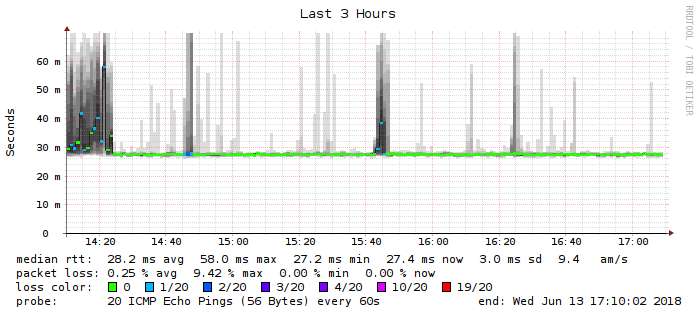 Last 3 Hours
RRDTOOL / TOBI OETIKER
Seconds
60 m
50 m
40 m
30 m
20 m
10 m
0
14:20 14:40 15:00 15:20 15:40 16:00 16:20 16:40 17:00
median rtt: 28.2 ms avg 58.0 ms max 27.2 ms min 27.4 ms now 3.0 ms sd 9.4 am/s
packet loss: 0.25 % avg 9.42 % max 0.00 % min 0.00 % now
loss color: 0 1/20 2/20 3/20 4/20 10/20 19/20
probe: 20 ICMP Echo Pings (56 Bytes) every 60s end: Wed Jun 13 17:10:02 2018